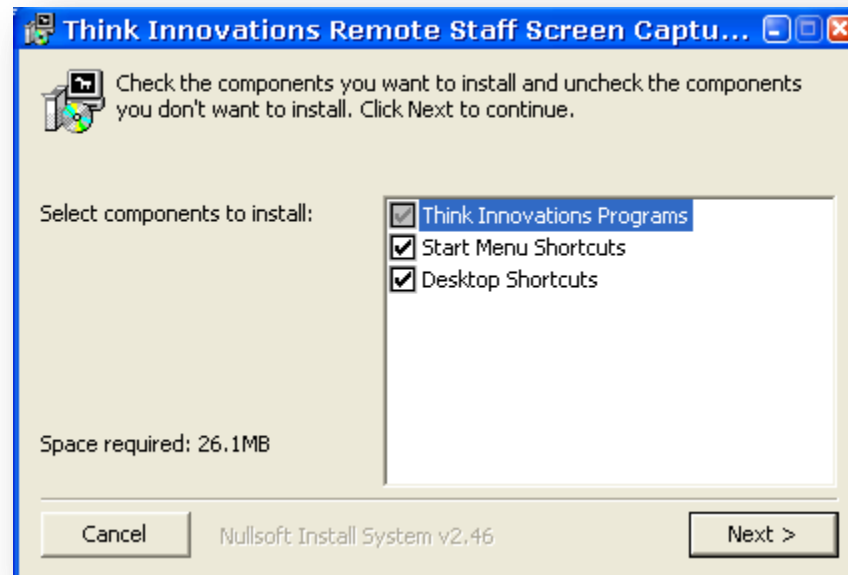 Think Innovations Remote Staff Screen Captu...
Check the components you want to install and uncheck the components
you don't want to install. Click Next to continue.
Select components to install:
Think Innovations Programs
Start Menu Shortcuts
Desktop Shortcuts
Space required: 26.1MB
Cancel
Nullsoft Install System v2.46
Next >